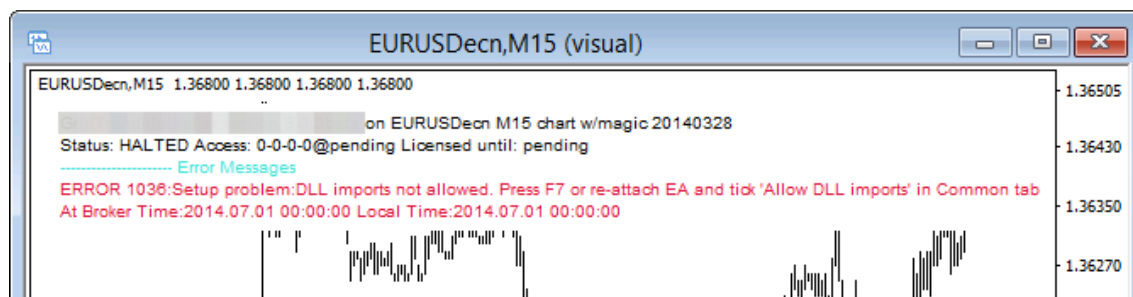 EURUSDecn,M15 (visual)
EURUSDecn,M15 1.36800 1.36800 1.36800 1.36800
1.36505
on EURUSDecn M15 chart w/magic 20140328
Status: HALTED Access: 0-0-0-0@pending Licensed until: pending
1.36430
---------------------- Error Messages
ERROR 1036:Setup problem:DLL imports not allowed. Press F7 or re-attach EA and tick 'Allow DLL imports' in Common tab
At Broker Time:2014.07.01 00:00:00 Local Time:2014.07.01 00:00:00
1.36350
1.36270